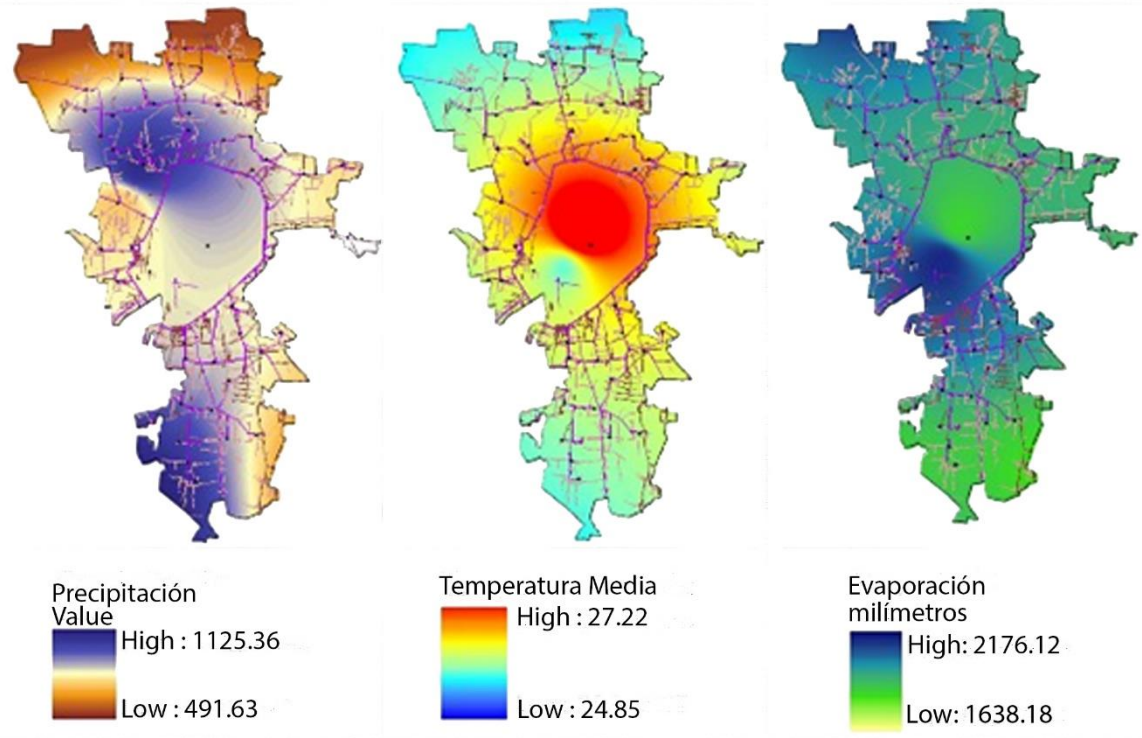 Precipitación
Value
High : 1125.36
Low : 491.63
Temperatura Media
High : 27.22
Low : 24.85
Evaporación
milímetros
High: 2176.12
Low: 1638.18